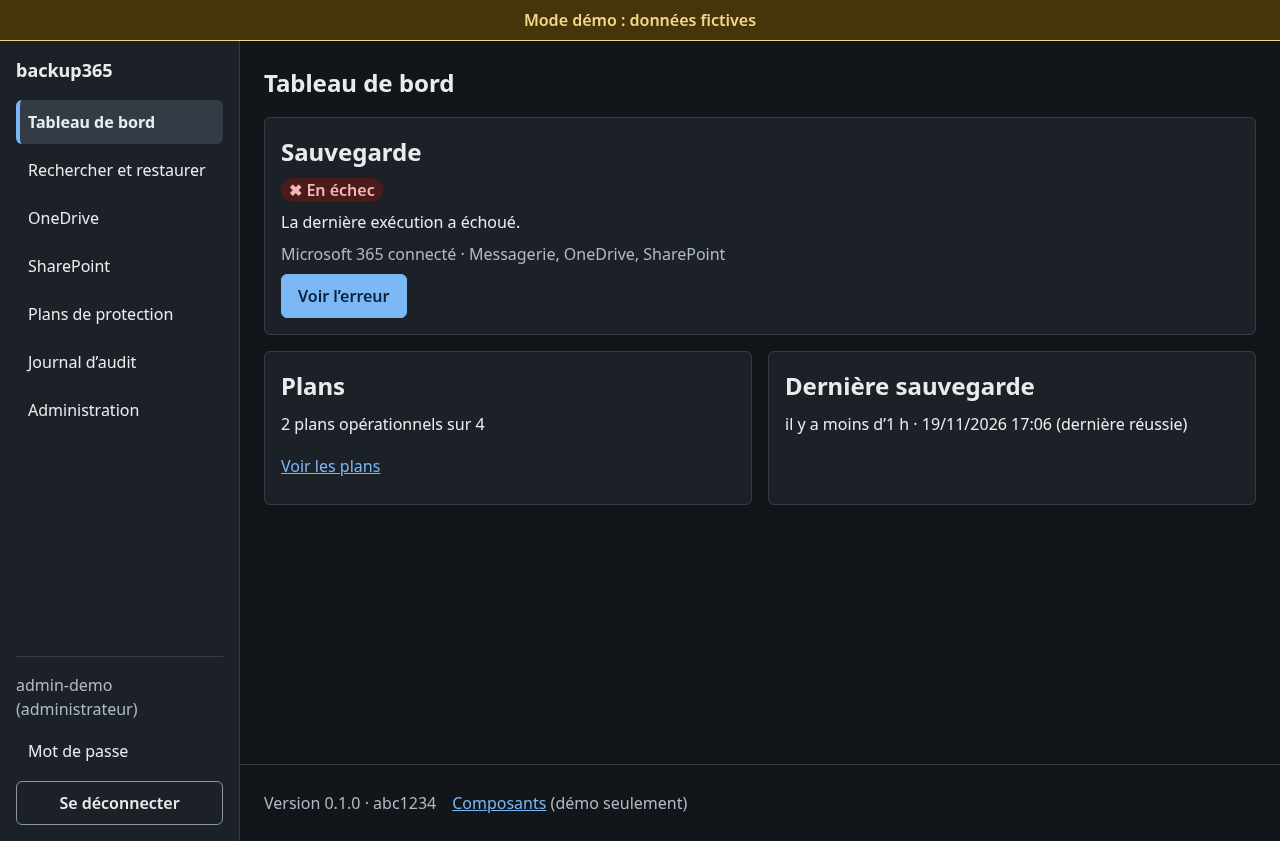 Mode démo : données fictives
backup365
Tableau de bord
Rechercher et restaurer
OneDrive
SharePoint
Plans de protection
Journal d’audit
Administration
admin-demo
(administrateur)
Mot de passe
Se déconnecter
Tableau de bord
Sauvegarde
✖ En échec
La dernière exécution a échoué.
Microsoft 365 connecté · Messagerie, OneDrive, SharePoint
Voir l’erreur
Plans
2 plans opérationnels sur 4
Voir les plans
Dernière sauvegarde
il y a moins d’1 h · 19/11/2026 17:06 (dernière réussie)
Version 0.1.0 · abc1234 Composants (démo seulement)